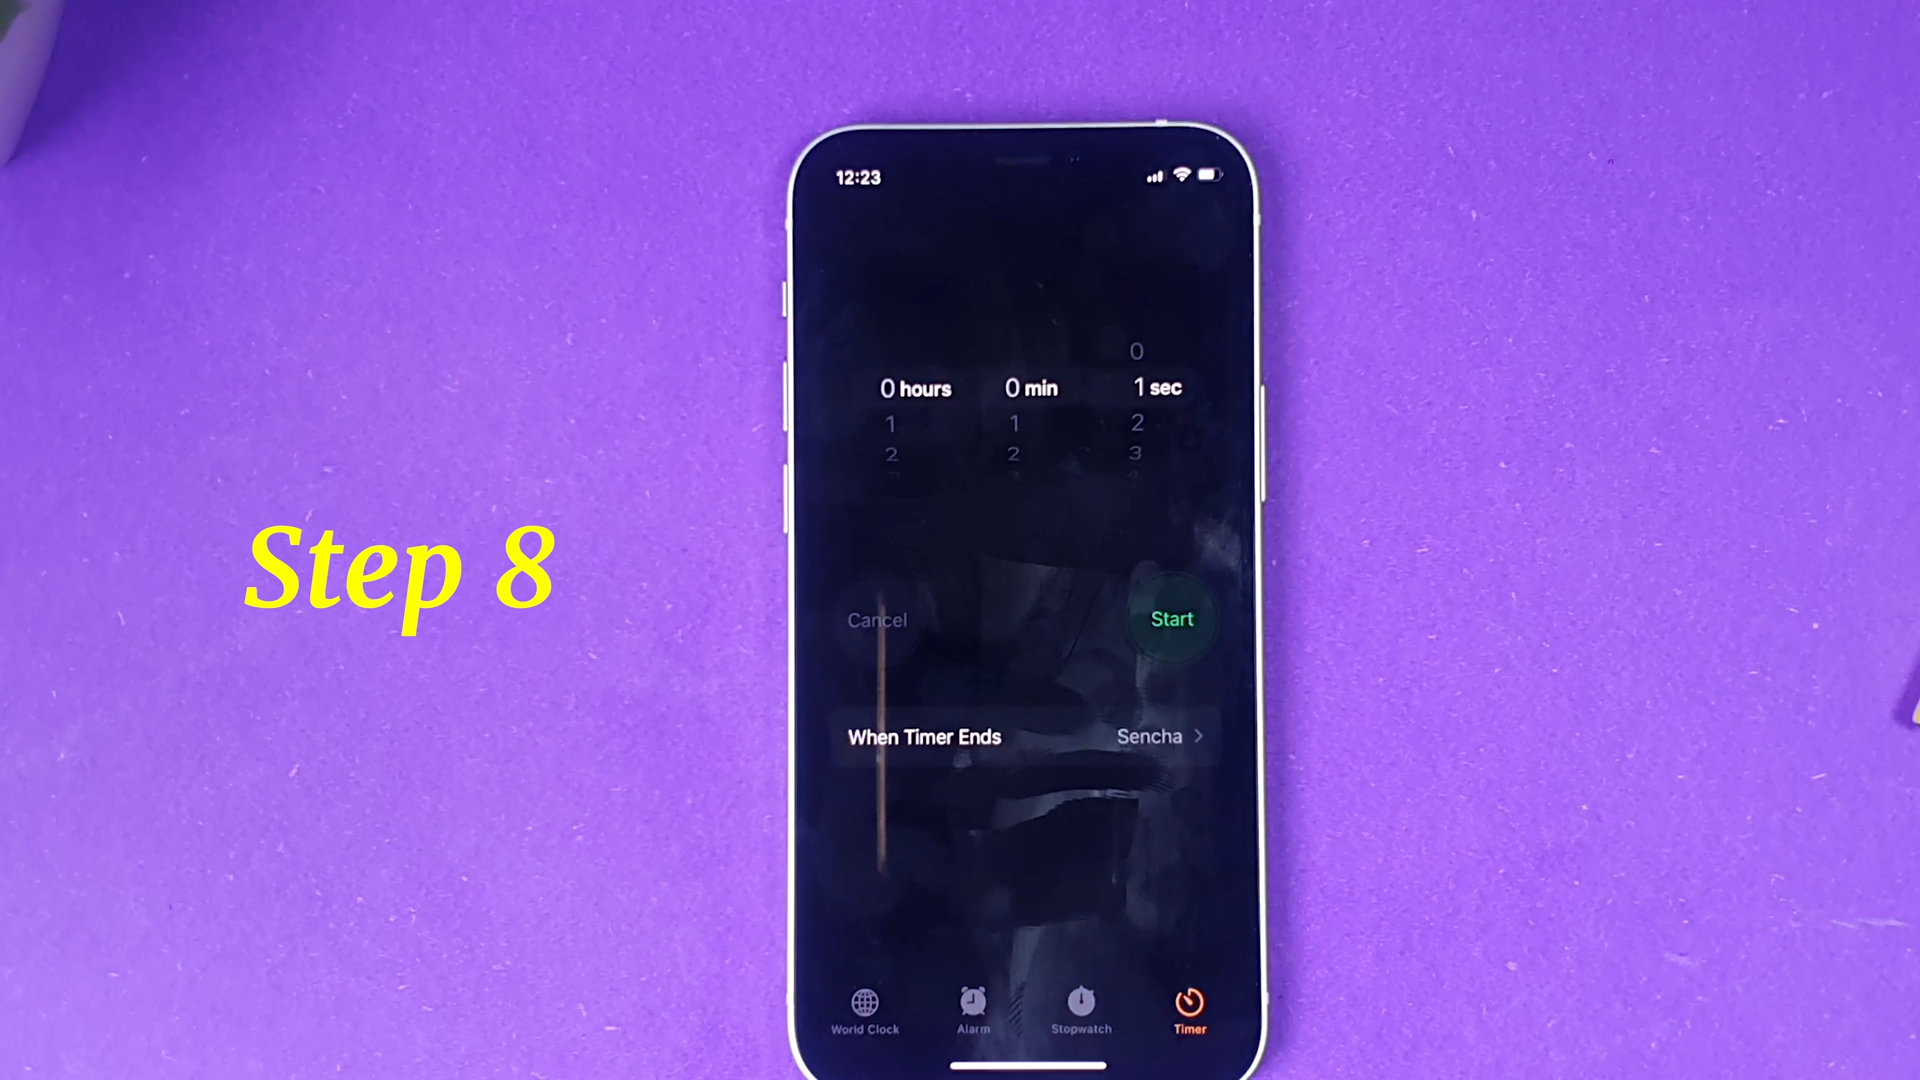 12:23
0
0 hours 0 min 1 sec
1 1 2
2 2 3
Step 8
Cancel Start
When Timer Ends Sencha
World Clock Alarm Stopwatch Timer